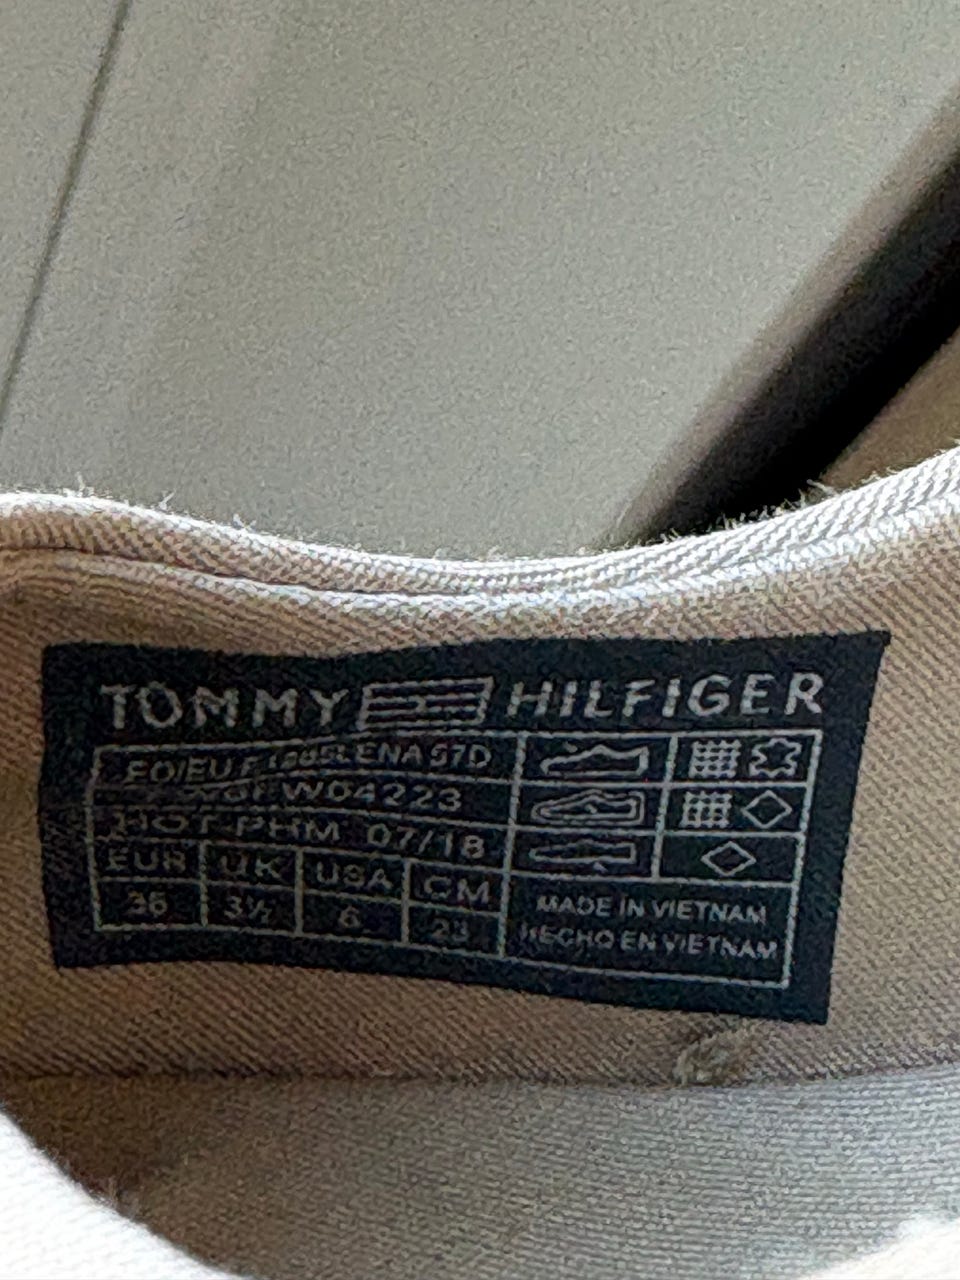 TOMMY HILFIGER
W04223
07/18
EUR UK USA CM
36 3½ 6 23
MADE IN VIETNAM
HECHO EN VIETNAM